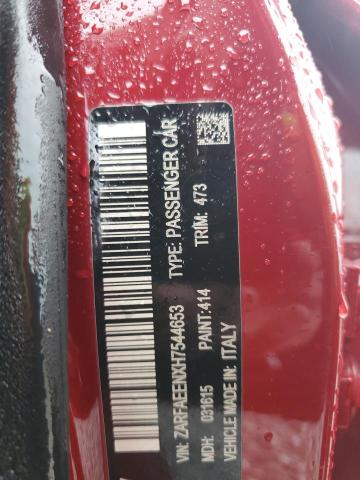 VIN: ZARFAEENXH7544653 TYPE: PASSENGER CAR
MDH: 031615 PAINT:414 TRIM: 473
VEHICLE MADE IN: ITALY